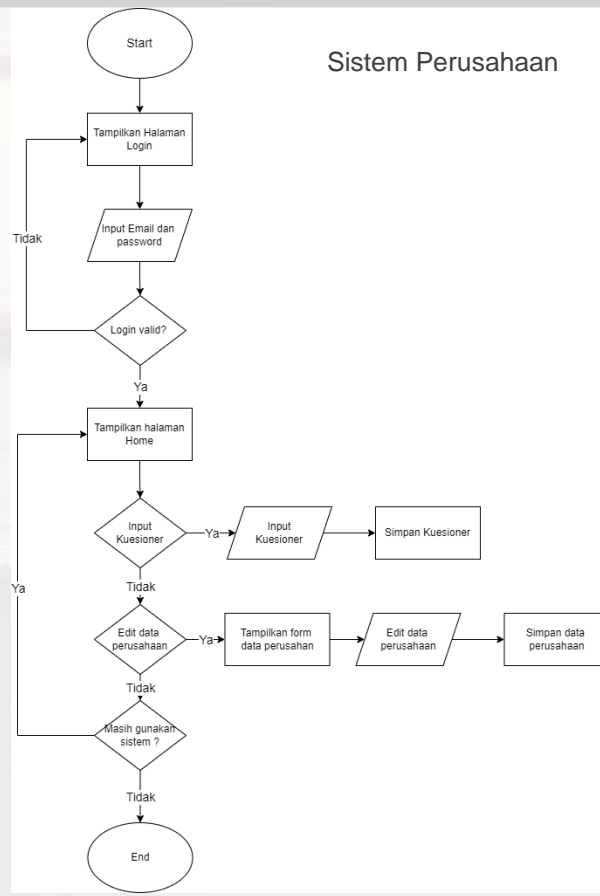 Start
Sistem Perusahaan
Tampilkan Halaman
Login
Input Email dan
password
Tidak
Login valid?
Ya
Tampilkan halaman
Home
Input
Kuesioner
Ya
Input
Kuesioner
Simpan Kuesioner
Tidak
Ya
Edit data
perusahaan
Ya
Tampilkan form
data perusahan
Edit data
perusahaan
Simpan data
perusahaan
Tidak
Masih gunakan
sistem ?
Tidak
End